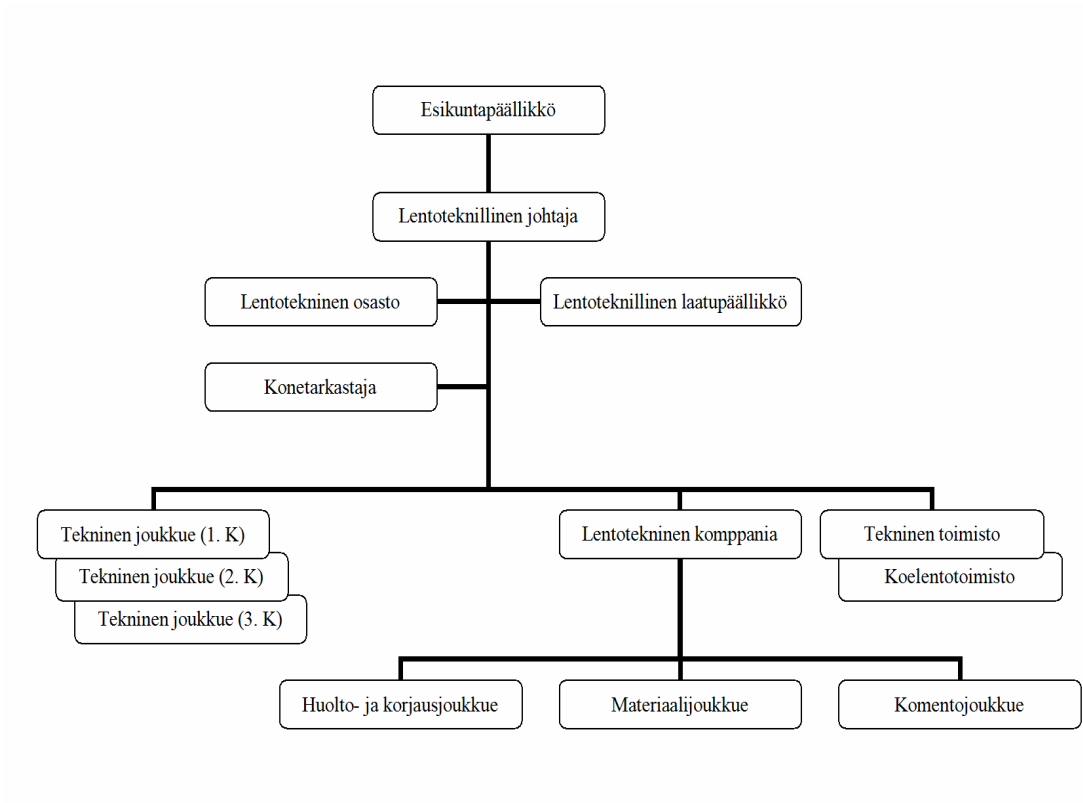 Esikuntapäällikkö
Lentoteknillinen johtaja
Lentotekninen osasto
Lentoteknillinen laatupäällikkö
Konetarkastaja
Tekninen joukkue (1. K)
Tekninen joukkue (2. K)
Tekninen joukkue (3. K)
Lentotekninen komppania
Tekninen toimisto
Koelentotoimisto
Huolto- ja korjausjoukkue
Materiaalijoukkue
Komentojoukkue